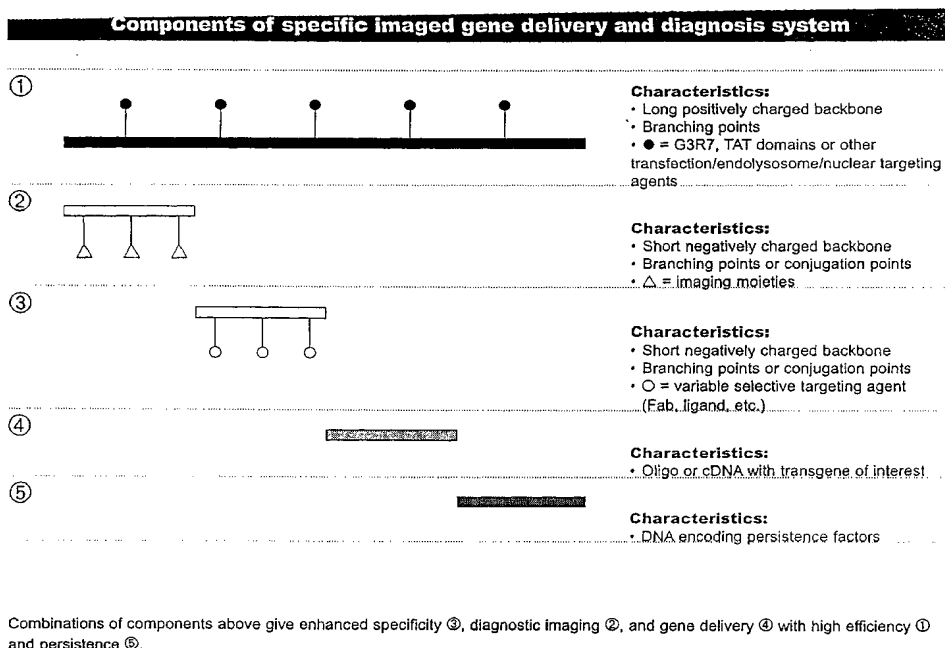 Components of specific imaged gene delivery and diagnosis system
①
Characteristics:
• Long positively charged backbone
• Branching points
• ● = G3R7, TAT domains or other
transfection/endolysosome/nuclear targeting
agents
②
Characteristics:
• Short negatively charged backbone
• Branching points or conjugation points
• △ = imaging moieties
③
Characteristics:
• Short negatively charged backbone
• Branching points or conjugation points
• ○ = variable selective targeting agent
(Fab, ligand, etc.)
④
Characteristics:
• Oligo or cDNA with transgene of interest
⑤
Characteristics:
• DNA encoding persistence factors
Combinations of components above give enhanced specificity ③, diagnostic imaging ②, and gene delivery ④ with high efficiency ①
and persistence ⑤.